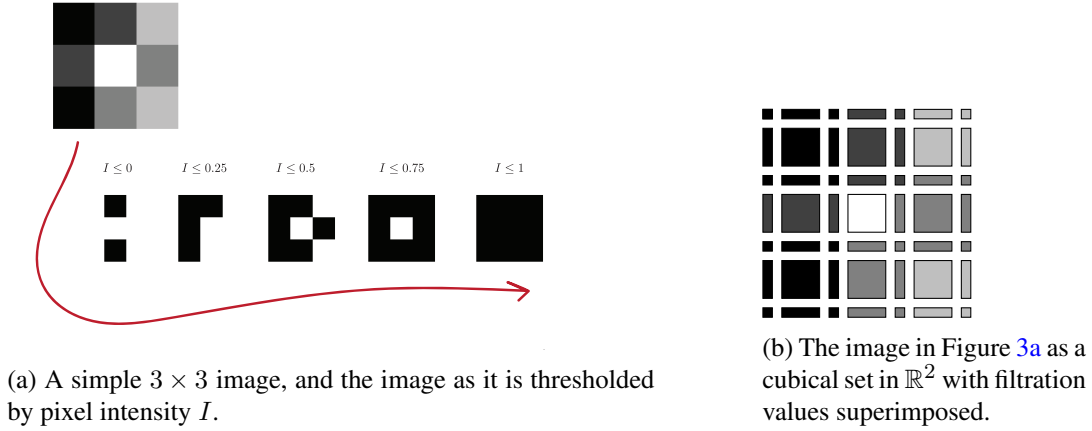 I ≤ 0 I ≤ 0.25 I ≤ 0.5 I ≤ 0.75 I ≤ 1
(a) A simple 3 × 3 image, and the image as it is thresholded
by pixel intensity I.
(b) The image in Figure 3a as a
cubical set in ℝ² with filtration
values superimposed.